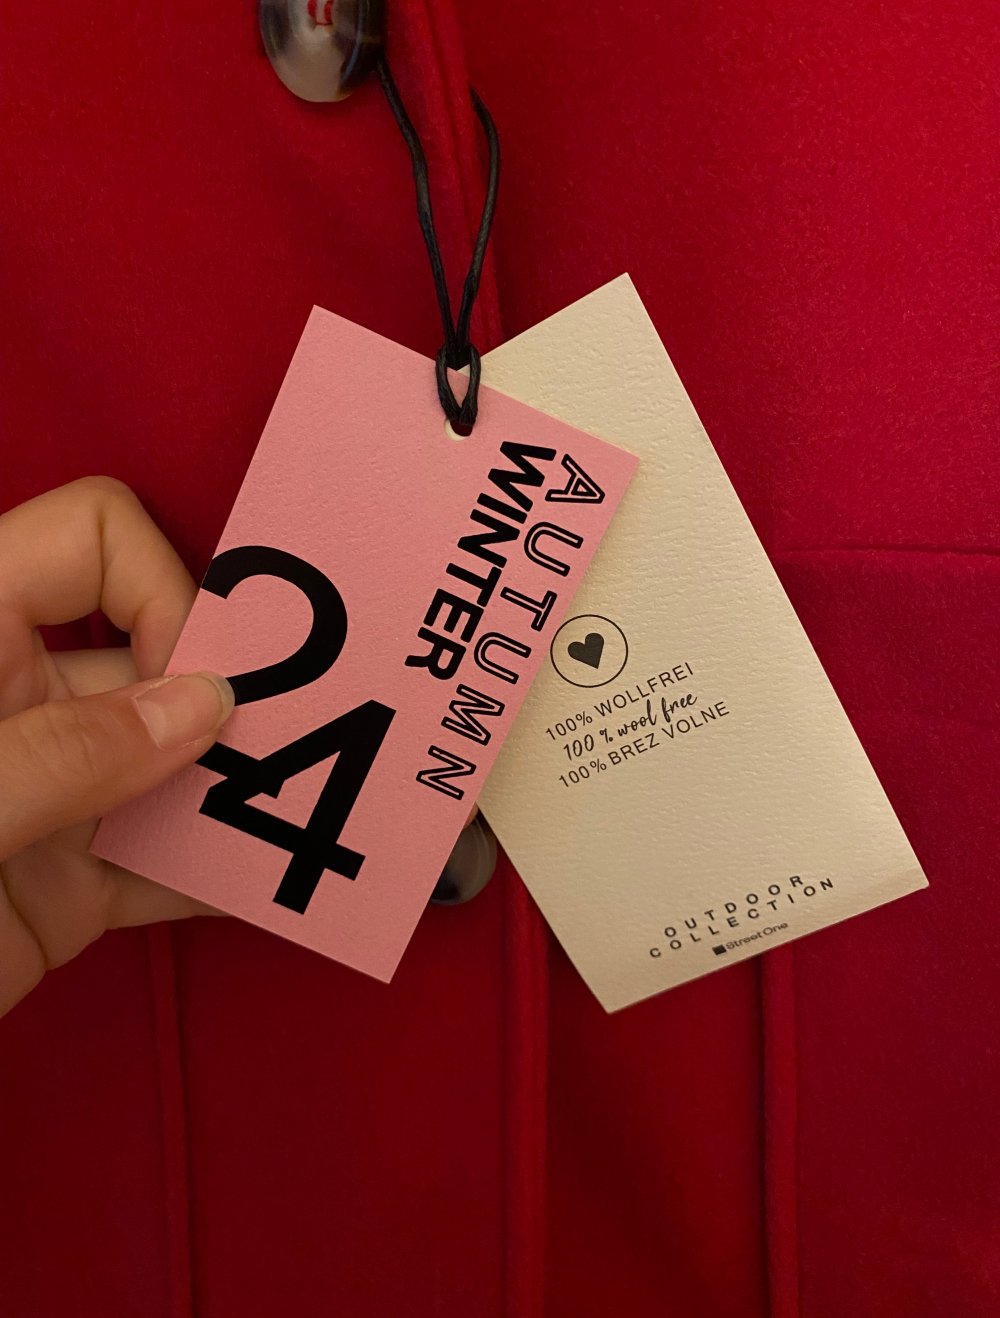 AUTUMN
WINTER
24
100% WOLLFREI
100 % wool free
100% BREZ VOLNE
OUTDOOR
COLLECTION
Street One